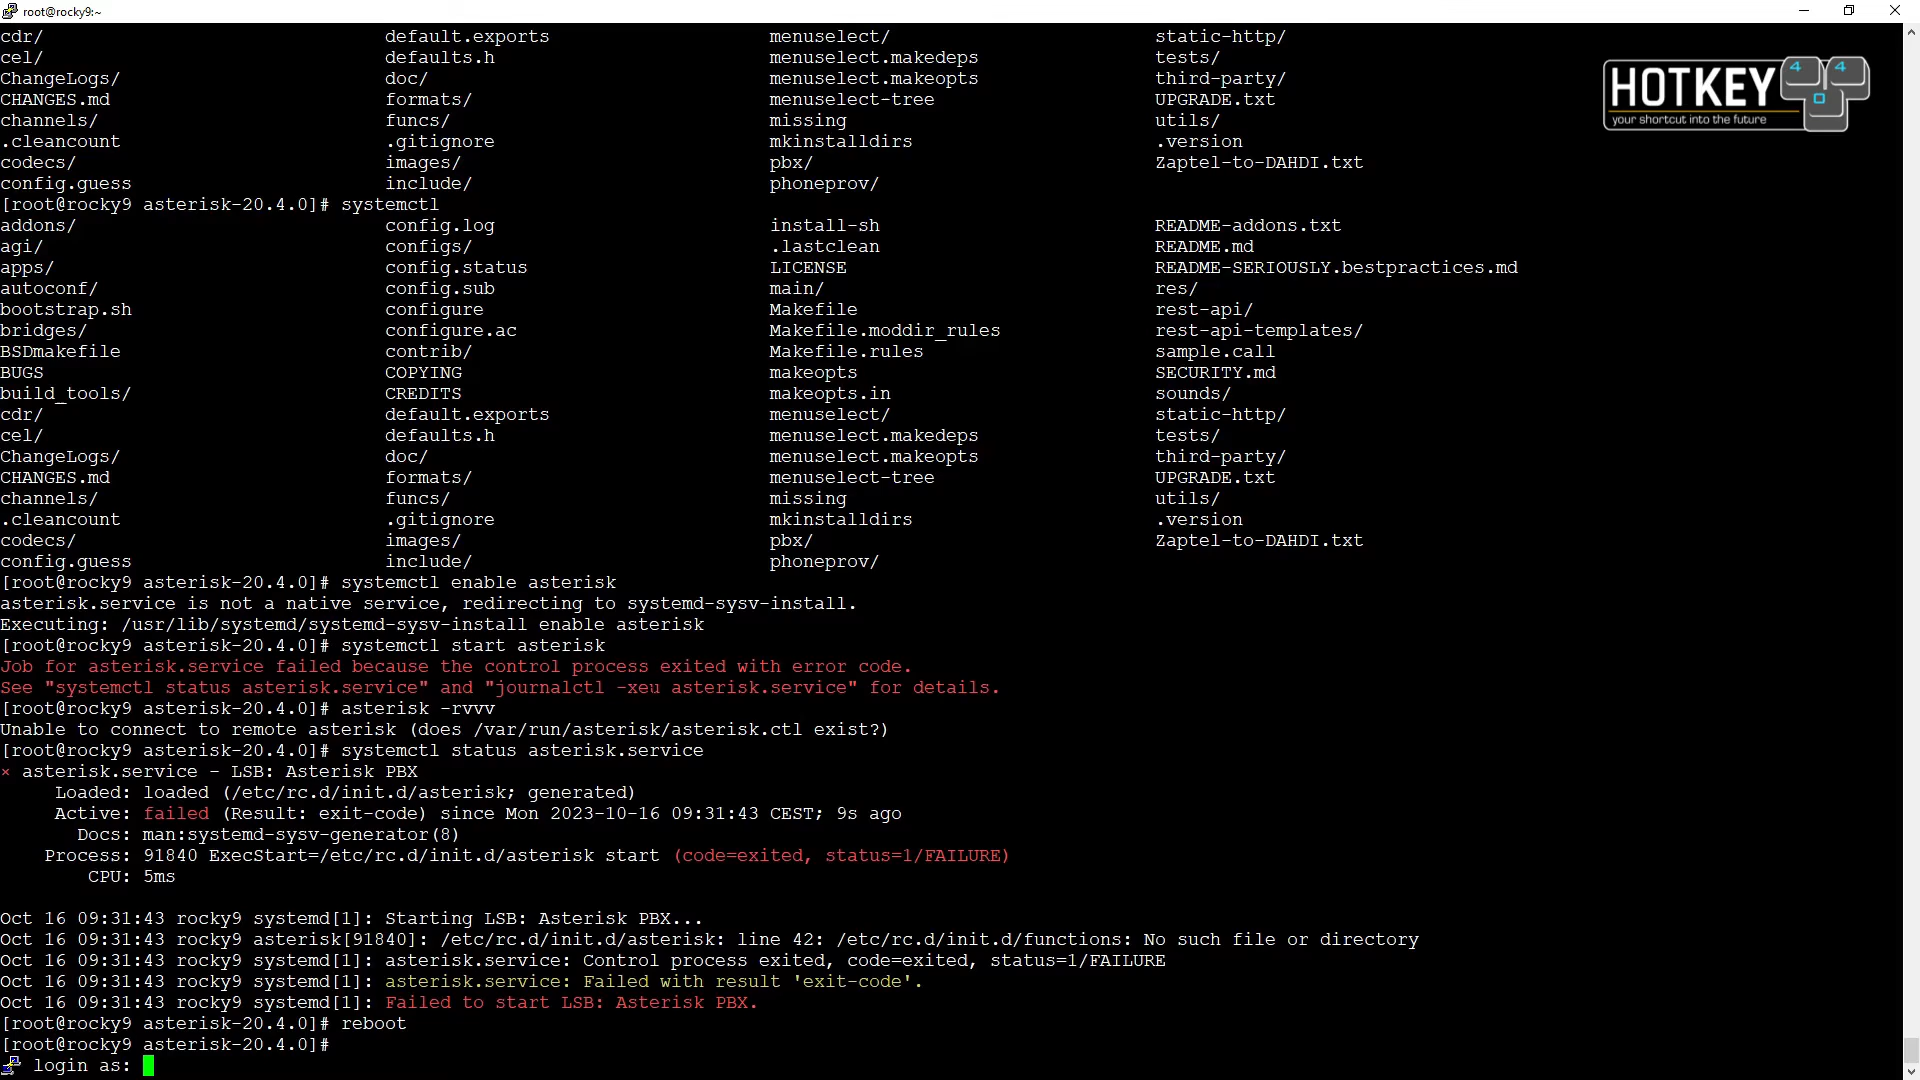 root@rocky9:~
cdr/ default.exports menuselect/ static-http/
cel/ defaults.h menuselect.makedeps tests/
ChangeLogs/ doc/ menuselect.makeopts third-party/
CHANGES.md formats/ menuselect-tree UPGRADE.txt
channels/ funcs/ missing utils/
.cleancount .gitignore mkinstalldirs .version
codecs/ images/ pbx/ Zaptel-to-DAHDI.txt
config.guess include/ phoneprov/
HOTKEY 4 4
your shortcut into the future
[root@rocky9 asterisk-20.4.0]# systemctl
addons/ config.log install-sh README-addons.txt
agi/ configs/ .lastclean README.md
apps/ config.status LICENSE README-SERIOUSLY.bestpractices.md
autoconf/ config.sub main/ res/
bootstrap.sh configure Makefile rest-api/
bridges/ configure.ac Makefile.moddir_rules rest-api-templates/
BSDmakefile contrib/ Makefile.rules sample.call
BUGS COPYING makeopts SECURITY.md
build_tools/ CREDITS makeopts.in sounds/
cdr/ default.exports menuselect/ static-http/
cel/ defaults.h menuselect.makedeps tests/
ChangeLogs/ doc/ menuselect.makeopts third-party/
CHANGES.md formats/ menuselect-tree UPGRADE.txt
channels/ funcs/ missing utils/
.cleancount .gitignore mkinstalldirs .version
codecs/ images/ pbx/ Zaptel-to-DAHDI.txt
config.guess include/ phoneprov/
[root@rocky9 asterisk-20.4.0]# systemctl enable asterisk
asterisk.service is not a native service, redirecting to systemd-sysv-install.
Executing: /usr/lib/systemd/systemd-sysv-install enable asterisk
[root@rocky9 asterisk-20.4.0]# systemctl start asterisk
Job for asterisk.service failed because the control process exited with error code.
See "systemctl status asterisk.service" and "journalctl -xeu asterisk.service" for details.
[root@rocky9 asterisk-20.4.0]# asterisk -rvvv
Unable to connect to remote asterisk (does /var/run/asterisk/asterisk.ctl exist?)
[root@rocky9 asterisk-20.4.0]# systemctl status asterisk.service
× asterisk.service - LSB: Asterisk PBX
Loaded: loaded (/etc/rc.d/init.d/asterisk; generated)
Active: failed (Result: exit-code) since Mon 2023-10-16 09:31:43 CEST; 9s ago
Docs: man:systemd-sysv-generator(8)
Process: 91840 ExecStart=/etc/rc.d/init.d/asterisk start (code=exited, status=1/FAILURE)
CPU: 5ms
Oct 16 09:31:43 rocky9 systemd[1]: Starting LSB: Asterisk PBX...
Oct 16 09:31:43 rocky9 asterisk[91840]: /etc/rc.d/init.d/asterisk: line 42: /etc/rc.d/init.d/functions: No such file or directory
Oct 16 09:31:43 rocky9 systemd[1]: asterisk.service: Control process exited, code=exited, status=1/FAILURE
Oct 16 09:31:43 rocky9 systemd[1]: asterisk.service: Failed with result 'exit-code'.
Oct 16 09:31:43 rocky9 systemd[1]: Failed to start LSB: Asterisk PBX.
[root@rocky9 asterisk-20.4.0]# reboot
[root@rocky9 asterisk-20.4.0]#
login as: